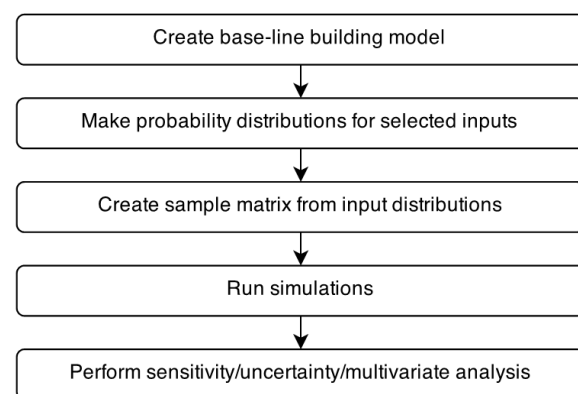 Create base-line building model
Make probability distributions for selected inputs
Create sample matrix from input distributions
Run simulations
Perform sensitivity/uncertainty/multivariate analysis